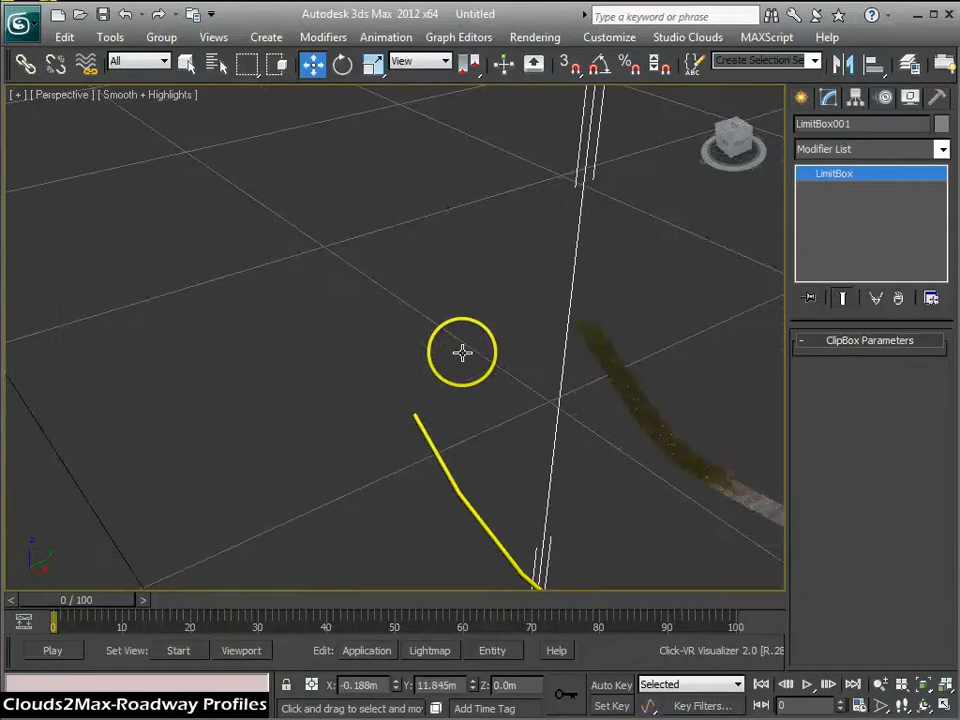 Autodesk 3ds Max 2012 x64 Untitled
Type a keyword or phrase
Edit Tools Group Views Create Modifiers Animation Graph Editors Rendering Customize Studio Clouds MAXScript Help
All View 3 Create Selection Se
[ + ] [ Perspective ] [ Smooth + Highlights ]
LimitBox001
Modifier List
LimitBox
- ClipBox Parameters
z
y
x
< 0 / 100 >
0 10 20 30 40 50 60 70 80 90 100
Play Set View: Start Viewport Edit: Application Lightmap Entity Help Click-VR Visualizer 2.0 [R.28
X: -0.188m Y: 11.845m Z: 0.0m Auto Key Selected
Clouds2Max-Roadway Profiles Click and drag to select and mo Add Time Tag Set Key Key Filters... 0